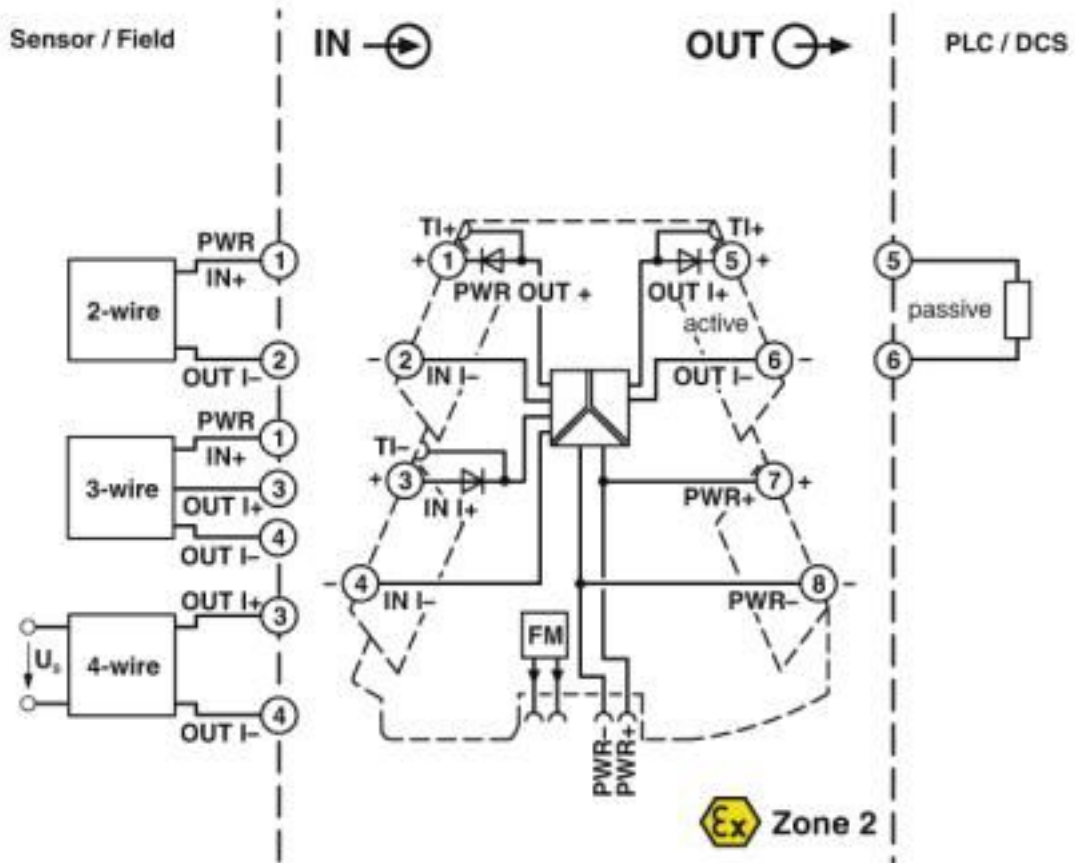 Sensor / Field
IN
OUT
PLC / DCS
PWR
1
IN+
2-wire
2
OUT I–
PWR
1
IN+
3-wire
3
OUT I+
4
OUT I–
OUT I+
3
Us
4-wire
4
OUT I–
TI+
+ 1
PWR OUT +
– 2
IN I–
TI–
+ 3
IN I+
– 4
IN I–
FM
PWR–
PWR+
TI+
5 +
OUT I+
active
6 –
OUT I–
7 +
PWR+
8 –
PWR–
5
passive
6
Ex Zone 2